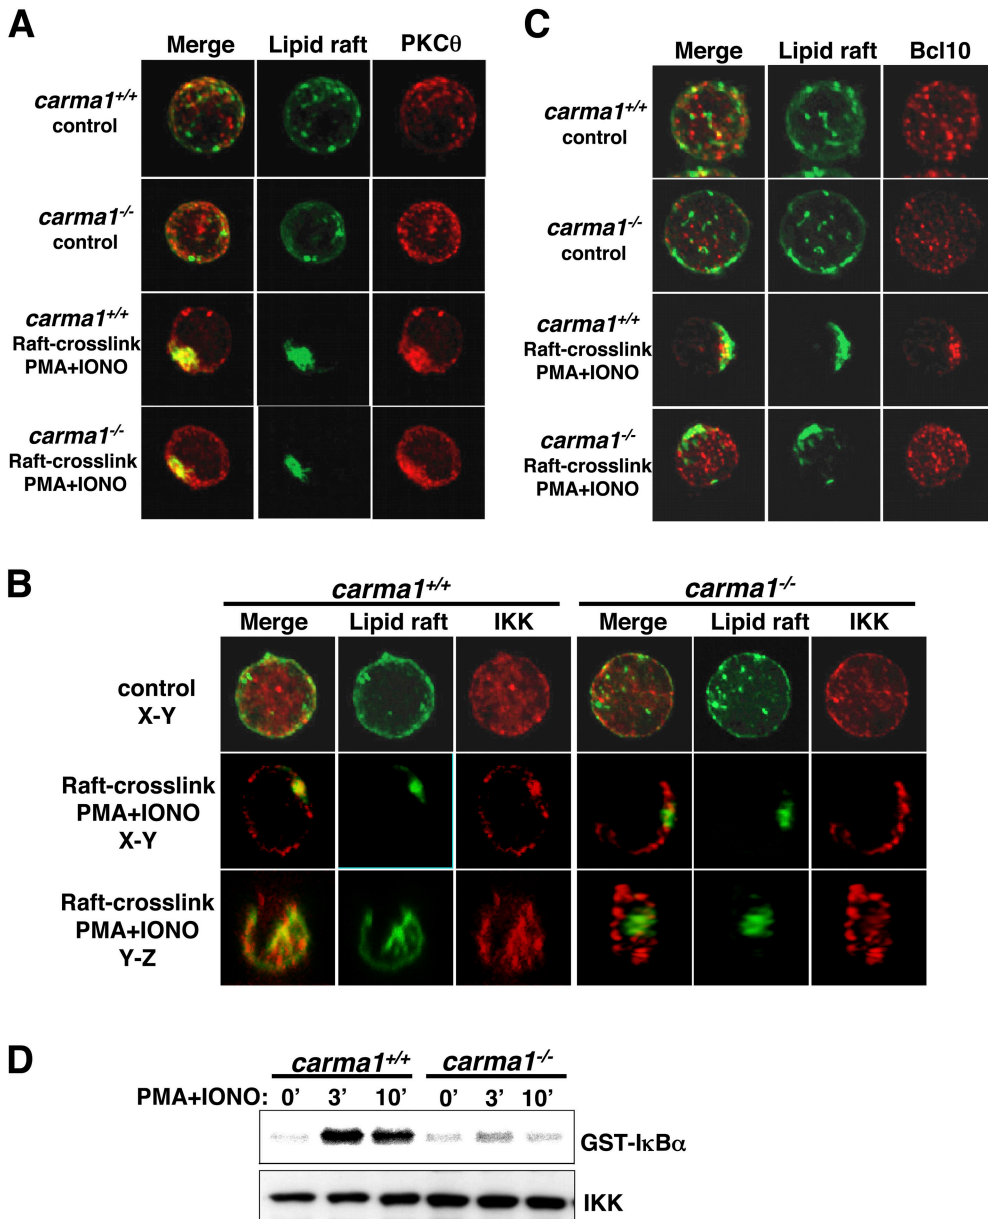 A
Merge Lipid raft PKCθ
carma1+/+
control
carma1-/-
control
carma1+/+
Raft-crosslink
PMA+IONO
carma1-/-
Raft-crosslink
PMA+IONO
C
Merge Lipid raft Bcl10
carma1+/+
control
carma1-/-
control
carma1+/+
Raft-crosslink
PMA+IONO
carma1-/-
Raft-crosslink
PMA+IONO
B
carma1+/+ carma1-/-
Merge Lipid raft IKK Merge Lipid raft IKK
control
X-Y
Raft-crosslink
PMA+IONO
X-Y
Raft-crosslink
PMA+IONO
Y-Z
D
carma1+/+ carma1-/-
PMA+IONO: 0’ 3’ 10’ 0’ 3’ 10’
GST-IκBα
IKK